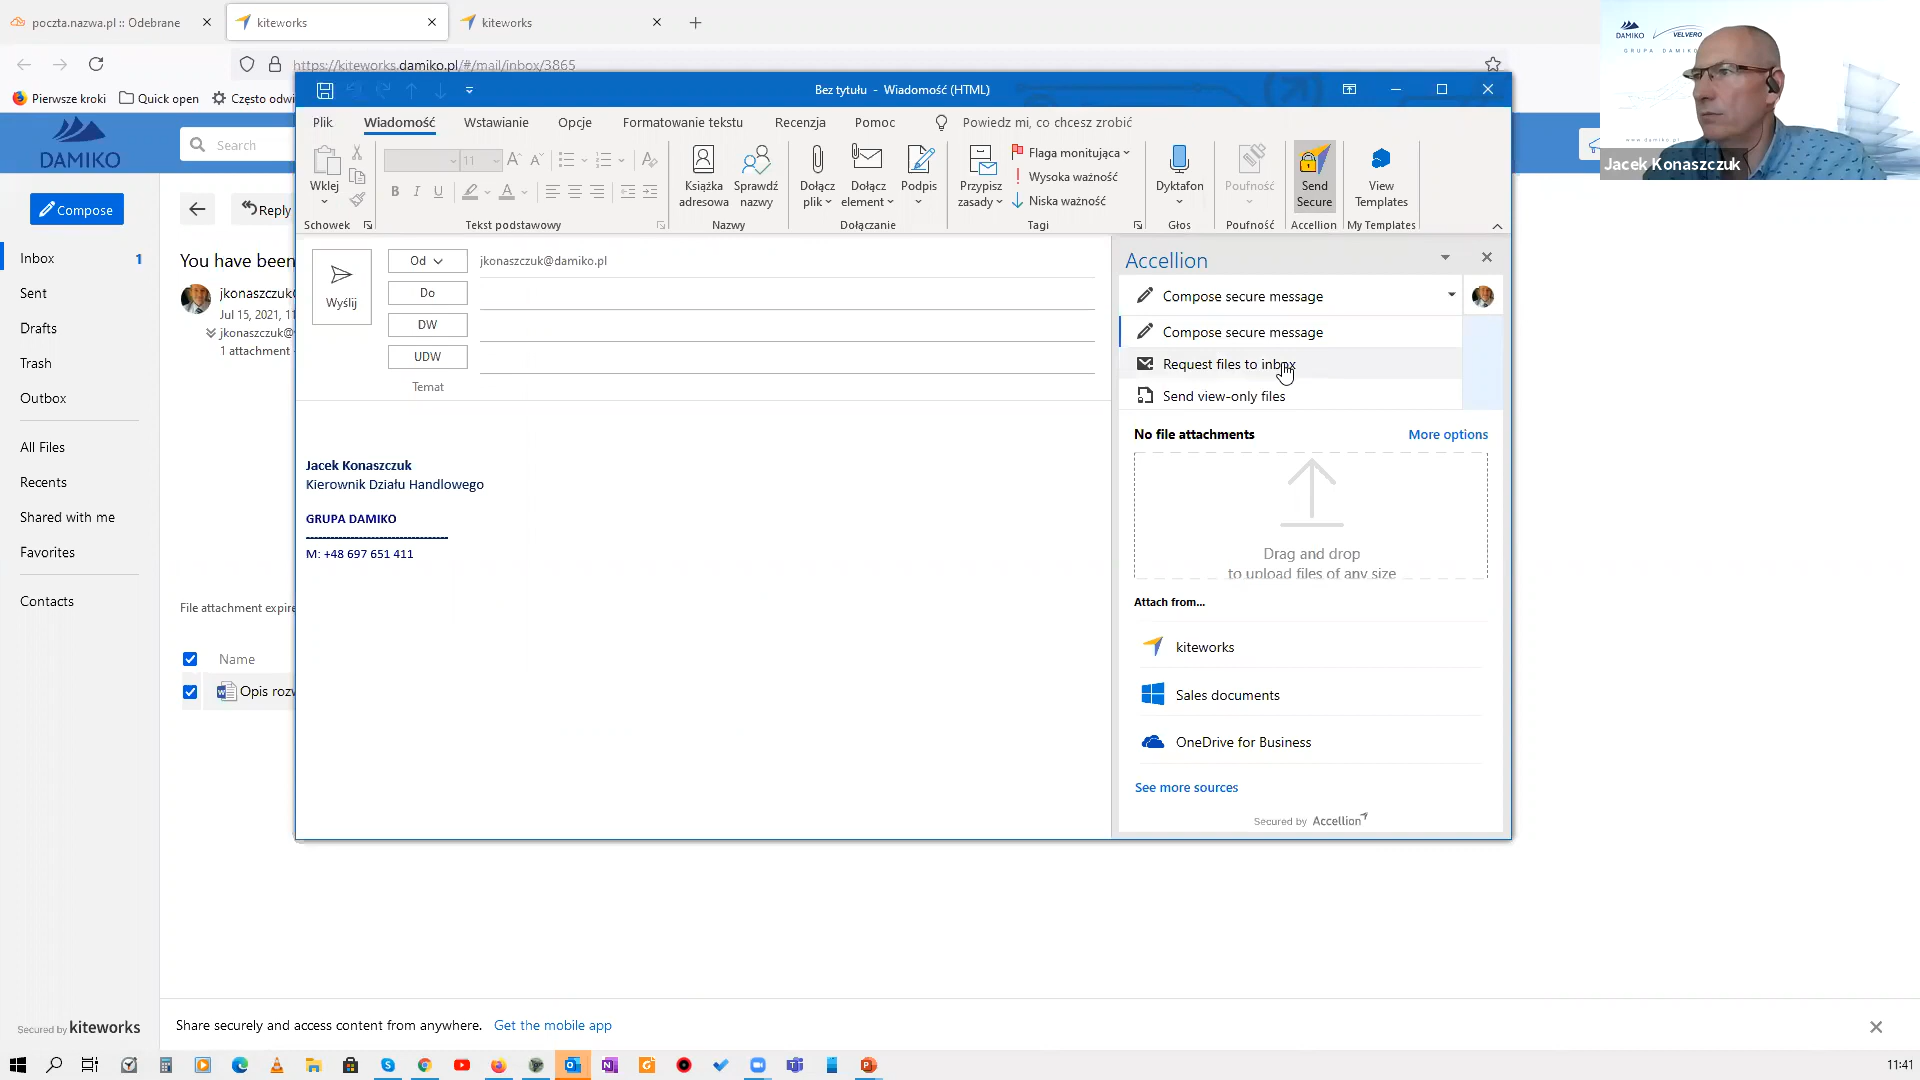 poczta.nazwa.pl :: Odebrane
kiteworks
kiteworks
https://kiteworks.damiko.pl/#/mail/inbox/3865
Pierwsze kroki
Quick open
Często odwi
DAMIKO
Search
Compose
Inbox 1
Sent
Drafts
Trash
Outbox
All Files
Recents
Shared with me
Favorites
Contacts
Secured by kiteworks
Reply
You have been
jkonaszczuk
Jul 15, 2021, 11
jkonaszczuk@
1 attachment
File attachment expire
Name
Opis rozw
Bez tytułu - Wiadomość (HTML)
Plik
Wiadomość
Wstawianie
Opcje
Formatowanie tekstu
Recenzja
Pomoc
Powiedz mi, co chcesz zrobić
Wklej
11
B I U
Książka adresowa
Sprawdź nazwy
Dołącz plik
Dołącz element
Podpis
Przypisz zasady
Flaga monitująca
Wysoka ważność
Niska ważność
Dyktafon
Poufność
Send Secure
View Templates
Schowek
Tekst podstawowy
Nazwy
Dołączanie
Tagi
Głos
Poufność
Accellion
My Templates
Wyślij
Od
jkonaszczuk@damiko.pl
Do
DW
UDW
Temat
Jacek Konaszczuk
Kierownik Działu Handlowego
GRUPA DAMIKO
-----------------------------------
M: +48 697 651 411
Accellion
Compose secure message
Compose secure message
Request files to inbox
Send view-only files
No file attachments
More options
Drag and drop
to upload files of any size
Attach from...
kiteworks
Sales documents
OneDrive for Business
See more sources
Secured by Accellion
DAMIKO
VELVERO
GRUPA DAMIKO
www.damiko.pl
Jacek Konaszczuk
Share securely and access content from anywhere. Get the mobile app
11:41